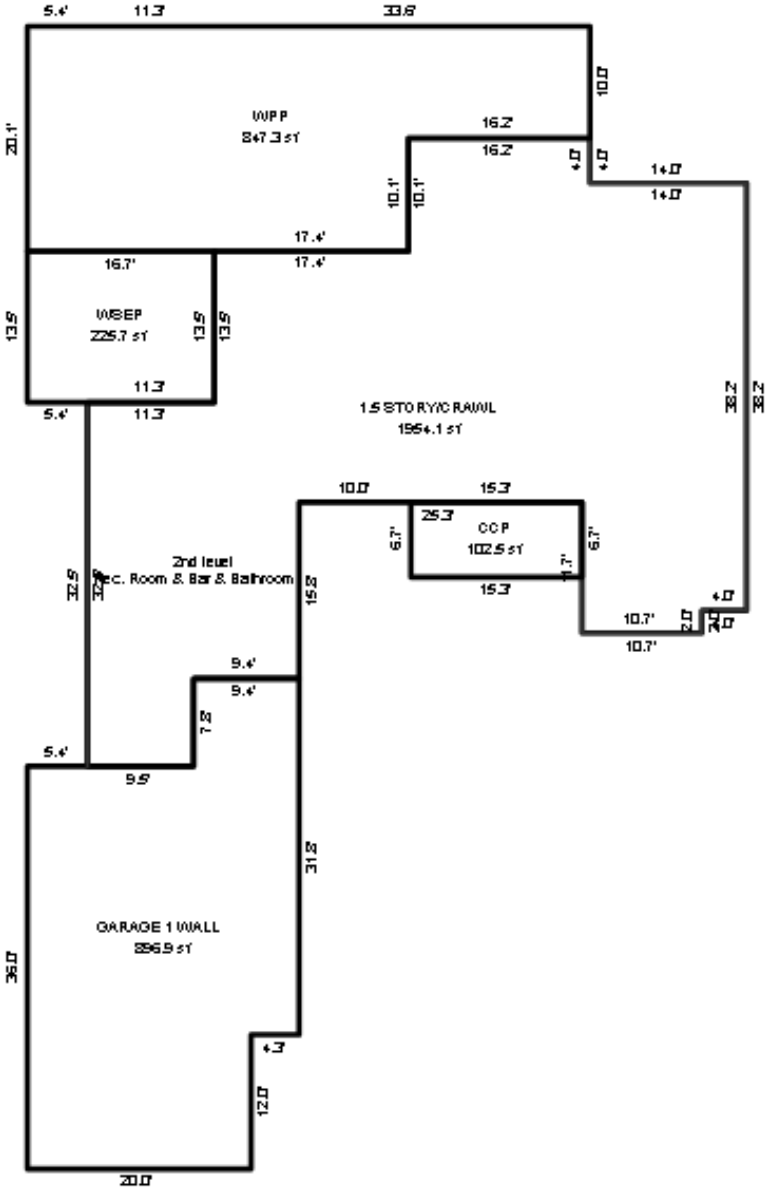 5.4' 11.3' 33.6'
10.0'
20.1'
WPP
847.3 sf
16.2'
16.2'
4.0' 4.0'
14.0'
14.0'
10.1' 10.1'
17.4'
17.4'
16.7'
13.5'
WSEP
225.7 sf
13.5' 13.5'
11.3'
5.4' 11.3'
1.5 STORY/CRAWL
1954.1 sf
38.2' 38.2'
10.0' 15.3'
25.3'
6.7'
CCP
102.5 sf
6.7'
15.3'
2nd level
Rec. Room & Bar & Bathroom
32.5'
15.8'
4.0'
4.0'
10.7'
2.0' 2.0'
10.7'
9.4'
9.4'
7.8'
5.4'
9.5'
31.8'
GARAGE 1 WALL
896.9 sf
36.0'
4.3'
12.0'
20.0'